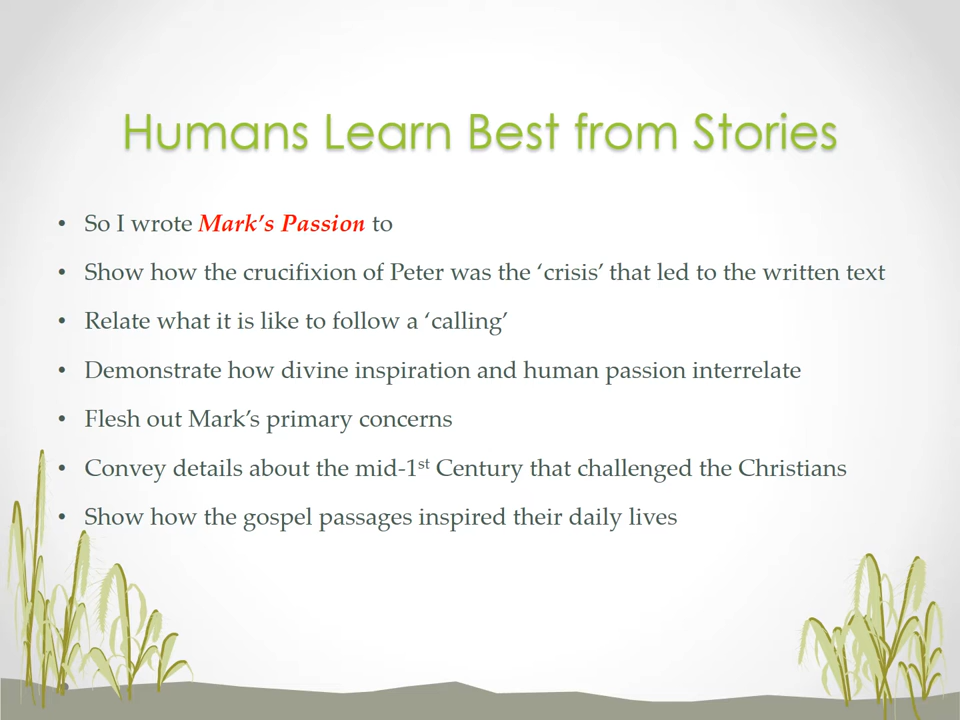 Humans Learn Best from Stories
• So I wrote Mark’s Passion to
• Show how the crucifixion of Peter was the ‘crisis’ that led to the written text
• Relate what it is like to follow a ‘calling’
• Demonstrate how divine inspiration and human passion interrelate
• Flesh out Mark’s primary concerns
• Convey details about the mid-1st Century that challenged the Christians
• Show how the gospel passages inspired their daily lives